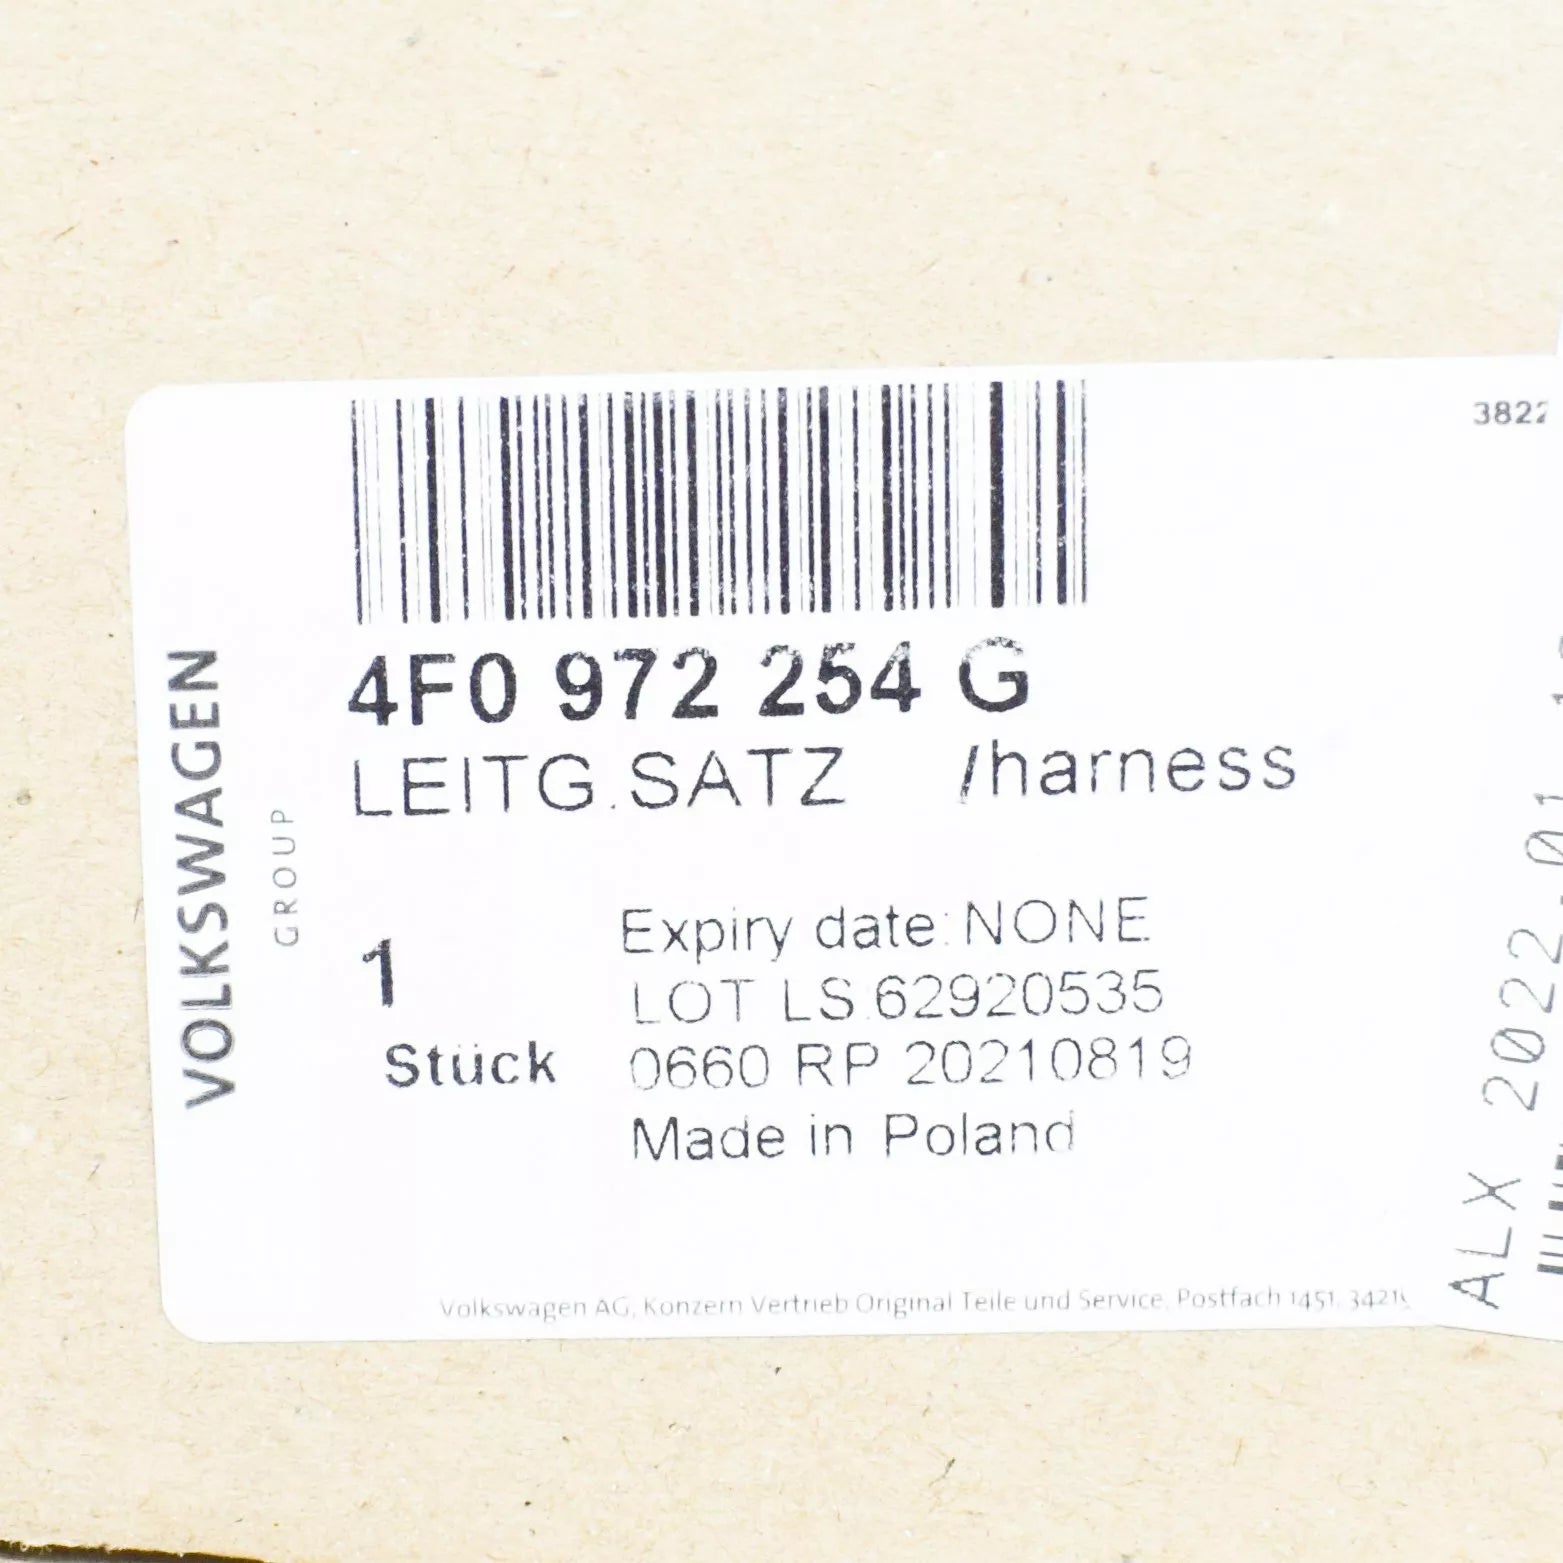 VOLKSWAGEN
GROUP
4F0 972 254 G
LEITG.SATZ /harness
1
Stück
Expiry date: NONE
LOT LS:62920535
0660 RP 20210819
Made in Poland
Volkswagen AG, Konzern Vertrieb Original Teile und Service, Postfach 1451,
ALX 2022.01